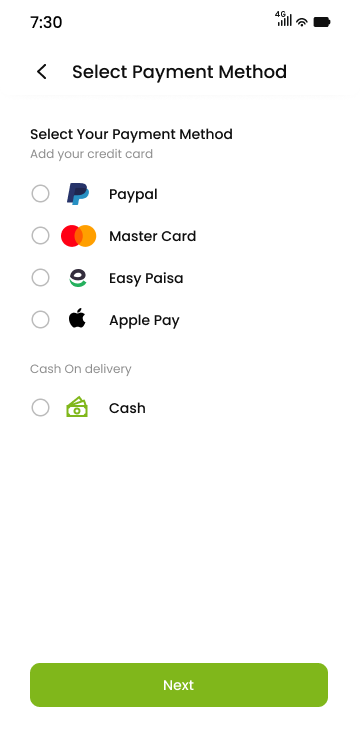 7:30
4G
Select Payment Method
Select Your Payment Method
Add your credit card
Paypal
Master Card
Easy Paisa
Apple Pay
Cash On delivery
Cash
Next